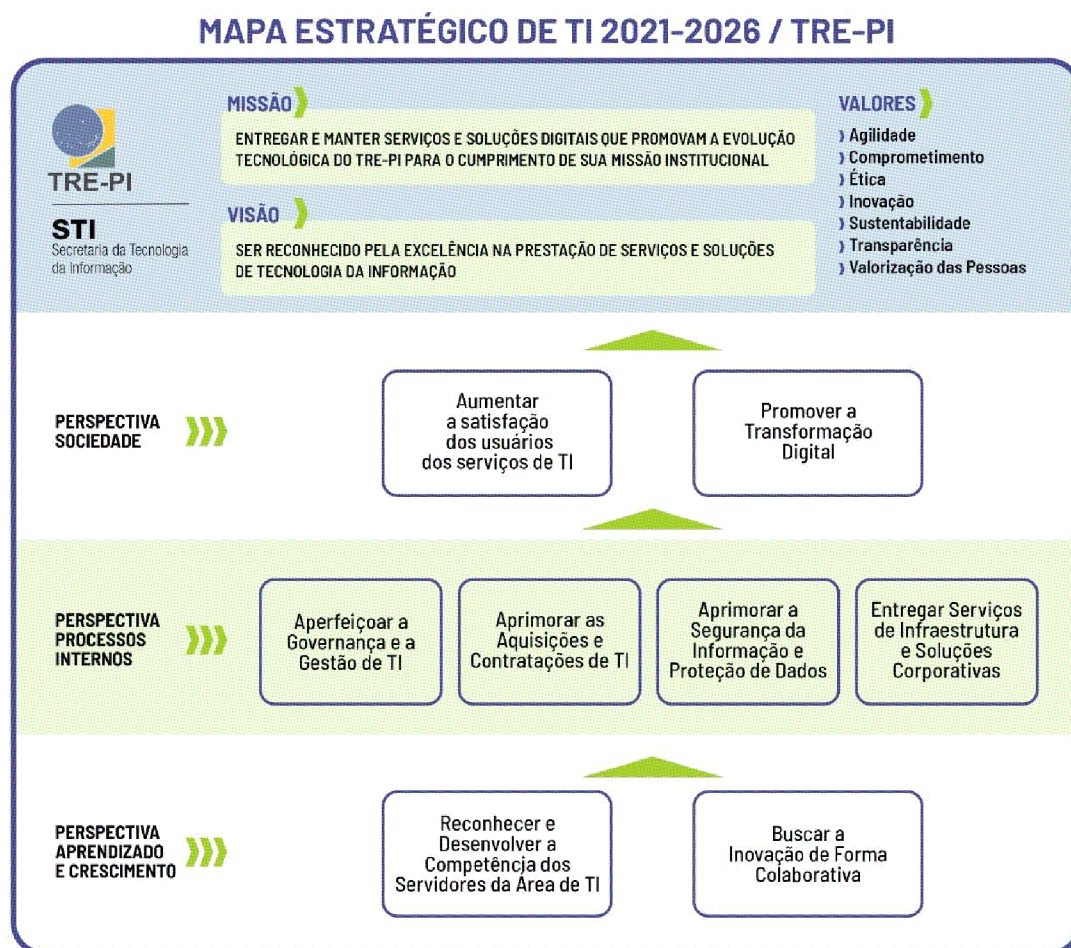 MAPA ESTRATÉGICO DE TI 2021-2026 / TRE-PI
TRE-PI
STI
Secretaria da Tecnologia
da Informação
MISSÃO
ENTREGAR E MANTER SERVIÇOS E SOLUÇÕES DIGITAIS QUE PROMOVAM A EVOLUÇÃO
TECNOLÓGICA DO TRE-PI PARA O CUMPRIMENTO DE SUA MISSÃO INSTITUCIONAL
VISÃO
SER RECONHECIDO PELA EXCELÊNCIA NA PRESTAÇÃO DE SERVIÇOS E SOLUÇÕES
DE TECNOLOGIA DA INFORMAÇÃO
VALORES
Agilidade
Comprometimento
Ética
Inovação
Sustentabilidade
Transparência
Valorização das Pessoas
PERSPECTIVA
SOCIEDADE
Aumentar
a satisfação
dos usuários
dos serviços de TI
Promover a
Transformação
Digital
PERSPECTIVA
PROCESSOS
INTERNOS
Aperfeiçoar a
Governança e a
Gestão de TI
Aprimorar as
Aquisições e
Contratações de TI
Aprimorar a
Segurança da
Informação e
Proteção de Dados
Entregar Serviços
de Infraestrutura
e Soluções
Corporativas
PERSPECTIVA
APRENDIZADO
E CRESCIMENTO
Reconhecer e
Desenvolver a
Competência dos
Servidores da Área de TI
Buscar a
Inovação de Forma
Colaborativa